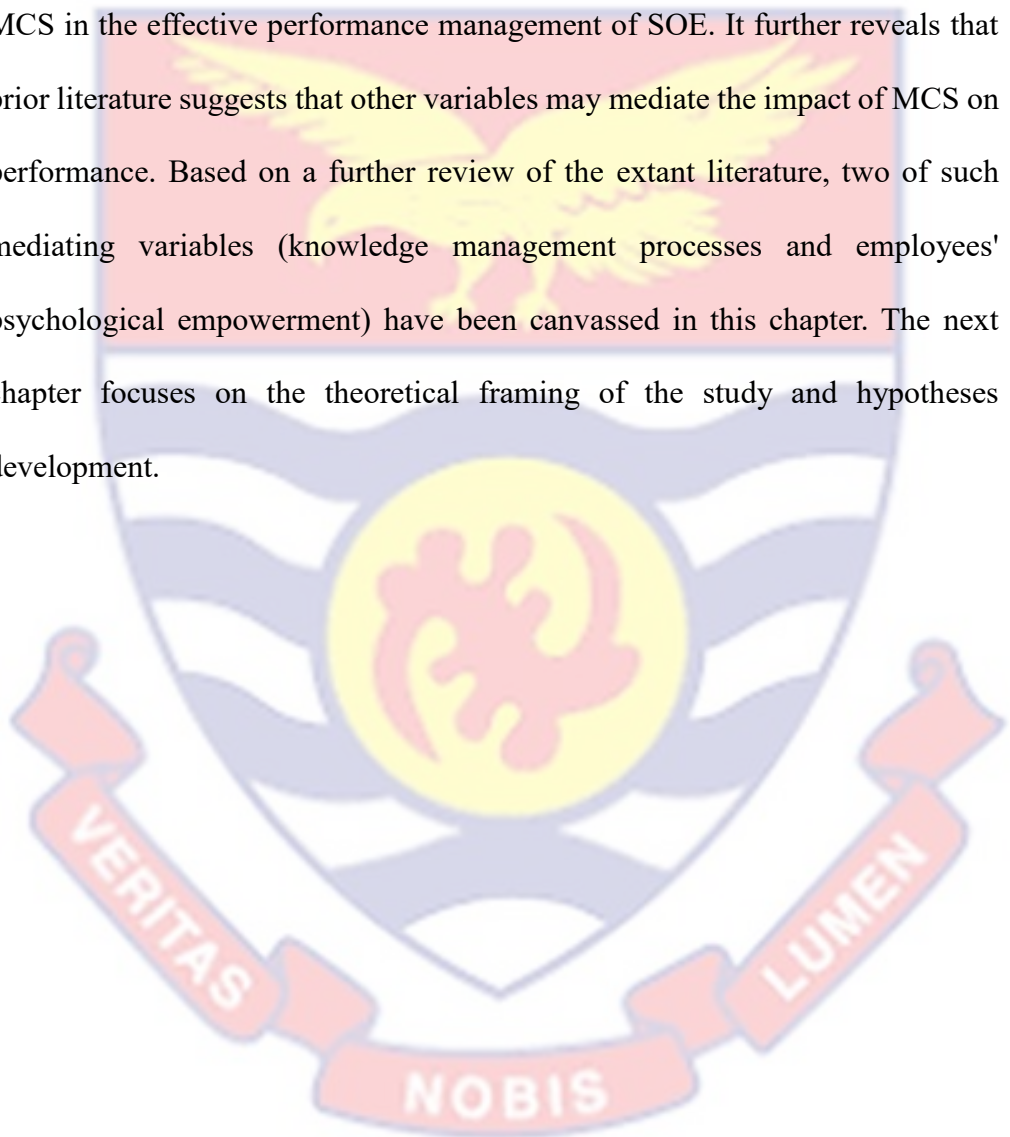 MCS in the effective performance management of SOE. It further reveals that
prior literature suggests that other variables may mediate the impact of MCS on
performance. Based on a further review of the extant literature, two of such
mediating variables (knowledge management processes and employees'
psychological empowerment) have been canvassed in this chapter. The next
chapter focuses on the theoretical framing of the study and hypotheses
development.
VERITAS
NOBIS
LUMEN